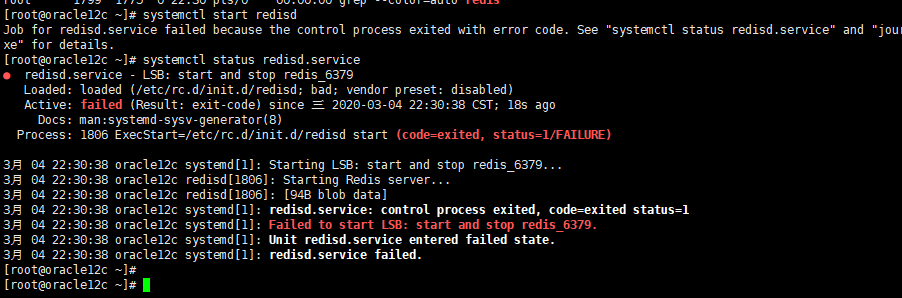 root 1799 1775 0 22:30 pts/0 00:00:00 grep --color=auto redis
[root@oracle12c ~]# systemctl start redisd
Job for redisd.service failed because the control process exited with error code. See "systemctl status redisd.service" and "jour
xe" for details.
[root@oracle12c ~]# systemctl status redisd.service
● redisd.service - LSB: start and stop redis_6379
Loaded: loaded (/etc/rc.d/init.d/redisd; bad; vendor preset: disabled)
Active: failed (Result: exit-code) since 三 2020-03-04 22:30:38 CST; 18s ago
Docs: man:systemd-sysv-generator(8)
Process: 1806 ExecStart=/etc/rc.d/init.d/redisd start (code=exited, status=1/FAILURE)
3月 04 22:30:38 oracle12c systemd[1]: Starting LSB: start and stop redis_6379...
3月 04 22:30:38 oracle12c redisd[1806]: Starting Redis server...
3月 04 22:30:38 oracle12c redisd[1806]: [94B blob data]
3月 04 22:30:38 oracle12c systemd[1]: redisd.service: control process exited, code=exited status=1
3月 04 22:30:38 oracle12c systemd[1]: Failed to start LSB: start and stop redis_6379.
3月 04 22:30:38 oracle12c systemd[1]: Unit redisd.service entered failed state.
3月 04 22:30:38 oracle12c systemd[1]: redisd.service failed.
[root@oracle12c ~]#
[root@oracle12c ~]#